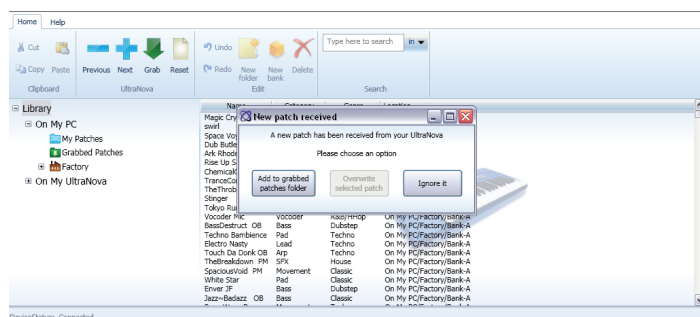 Home Help
Cut
Copy Paste
Clipboard
Previous Next Grab Reset
UltraNova
Undo
Redo New folder New bank Delete
Edit
Type here to search in
Search
Library
On My PC
My Patches
Grabbed Patches
Factory
On My UltraNova
Name Category Genre Location
Magic Cry
swirl
Space Voy
Dub Butle
Ark Rhode
Rise Up S
ChemicalC
TranceCo
TheThrob
Stinger
Tokyo Ru
New patch received
A new patch has been received from your UltraNova
Please choose an option
Add to grabbed patches folder
Overwrite selected patch
Ignore it
Vocoder Mic Vocoder R&B/HHop On My PC/Factory/Bank-A
BassDestruct OB Bass Dubstep On My PC/Factory/Bank-A
Techno Bambience Pad Techno On My PC/Factory/Bank-A
Electro Nasty Lead Techno On My PC/Factory/Bank-A
Touch Da Donk OB Arp Techno On My PC/Factory/Bank-A
TheBreakdown PM SFX House On My PC/Factory/Bank-A
SpaciousVoid PM Movement Classic On My PC/Factory/Bank-A
White Star Pad Classic On My PC/Factory/Bank-A
Enver JF Bass Dubstep On My PC/Factory/Bank-A
Jazz~Badazz OB Bass Classic On My PC/Factory/Bank-A